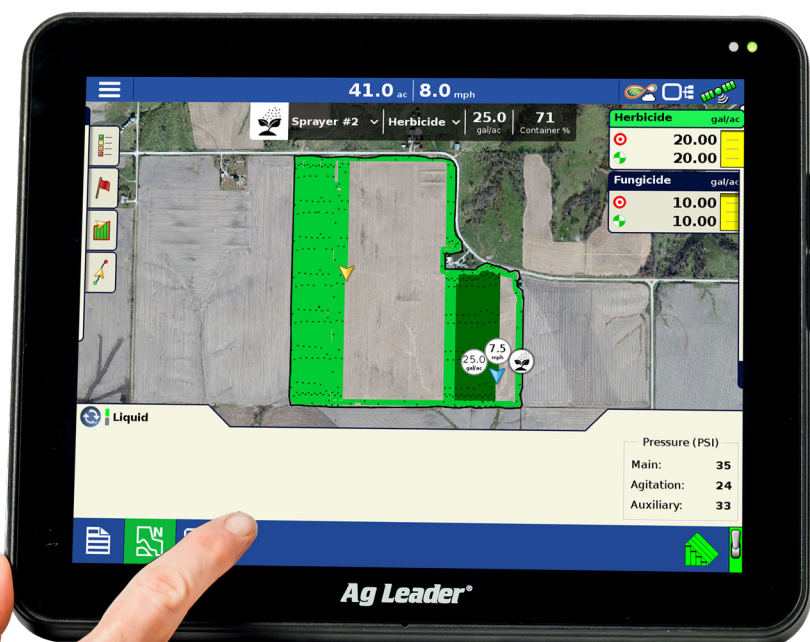 41.0 ac 8.0 mph
Sprayer #2 Herbicide 25.0 gal/ac 71 Container %
Herbicide gal/ac
20.00
20.00
Fungicide gal/ac
10.00
10.00
7.5 mph
25.0 gal/ac
Liquid
Pressure (PSI)
Main: 35
Agitation: 24
Auxiliary: 33
N
Ag Leader®